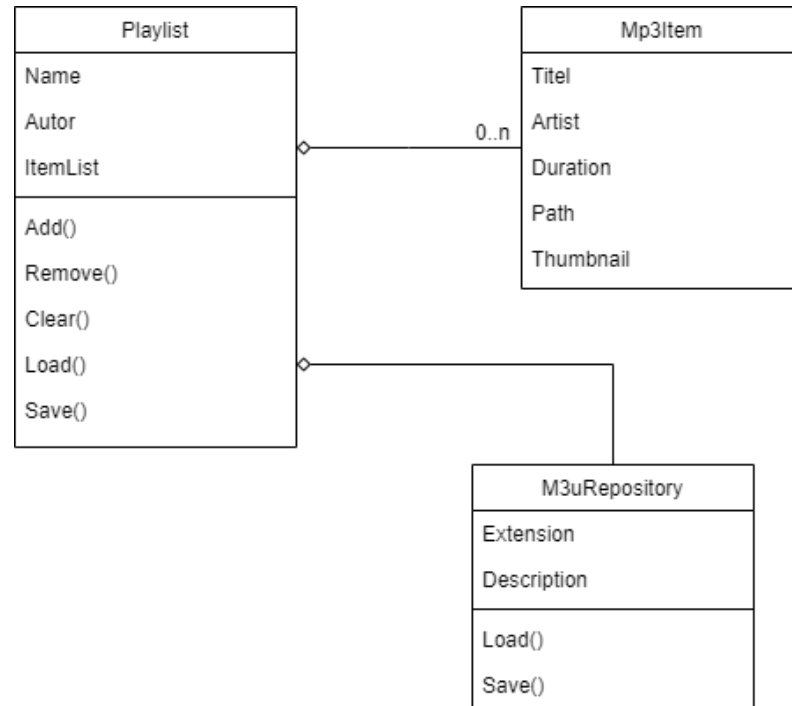 Playlist
Name
Autor
ItemList
Add()
Remove()
Clear()
Load()
Save()
0..n
Mp3Item
Titel
Artist
Duration
Path
Thumbnail
M3uRepository
Extension
Description
Load()
Save()